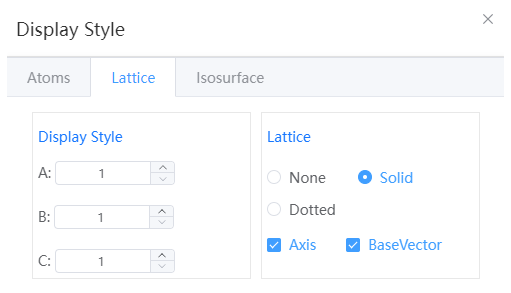 Display Style
Atoms Lattice Isosurface
Display Style
A: 1
B: 1
C: 1
Lattice
None Solid
Dotted
Axis BaseVector